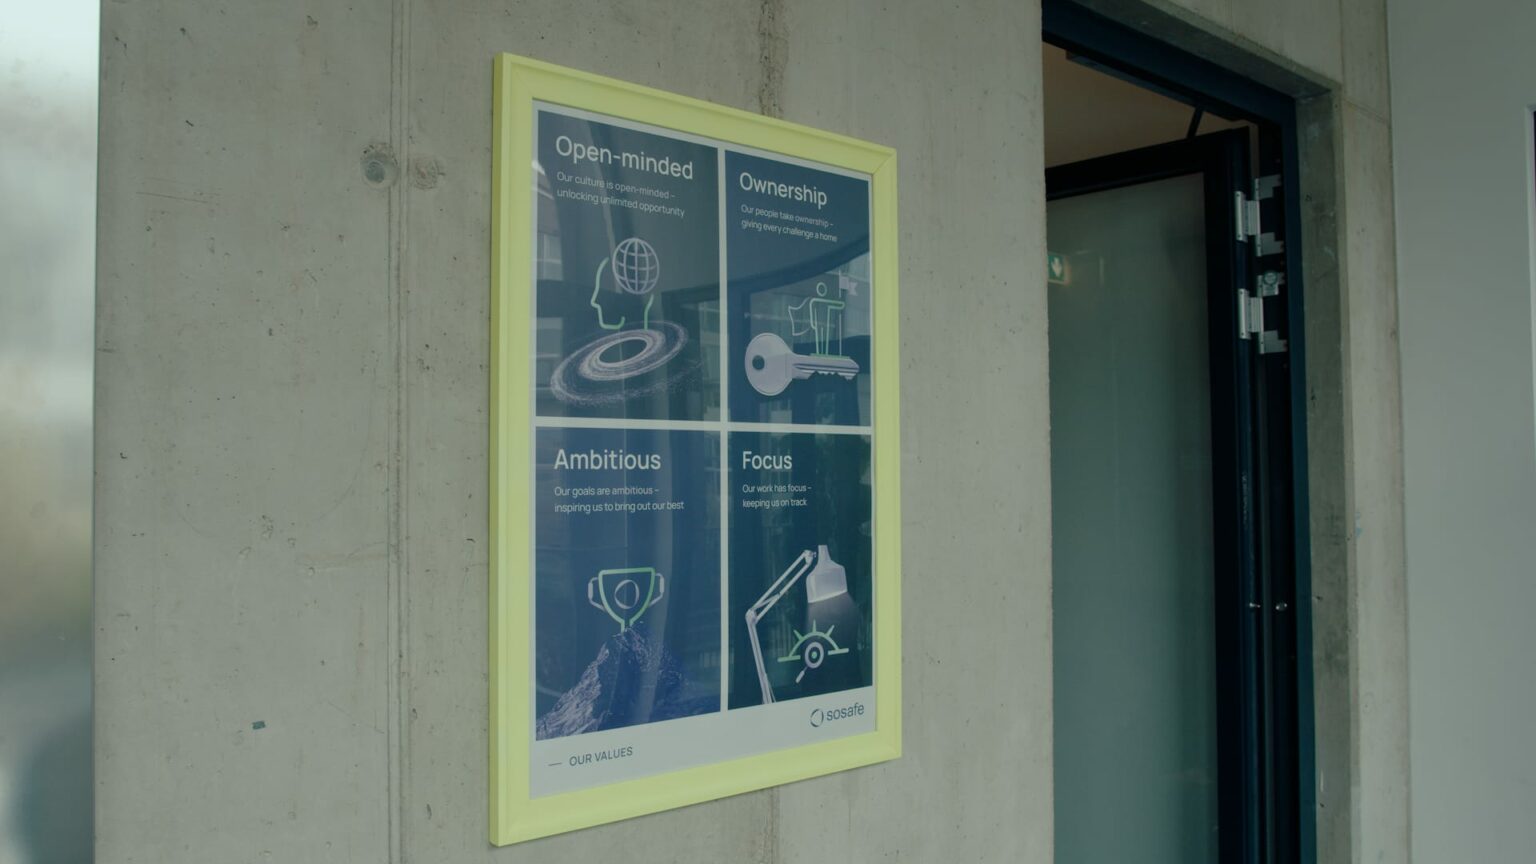 Open-minded
Our culture is open-minded –
unlocking unlimited opportunity
Ownership
Our people take ownership –
giving every challenge a home
Ambitious
Our goals are ambitious –
inspiring us to bring out our best
Focus
Our work has focus –
keeping us on track
sosafe
— OUR VALUES